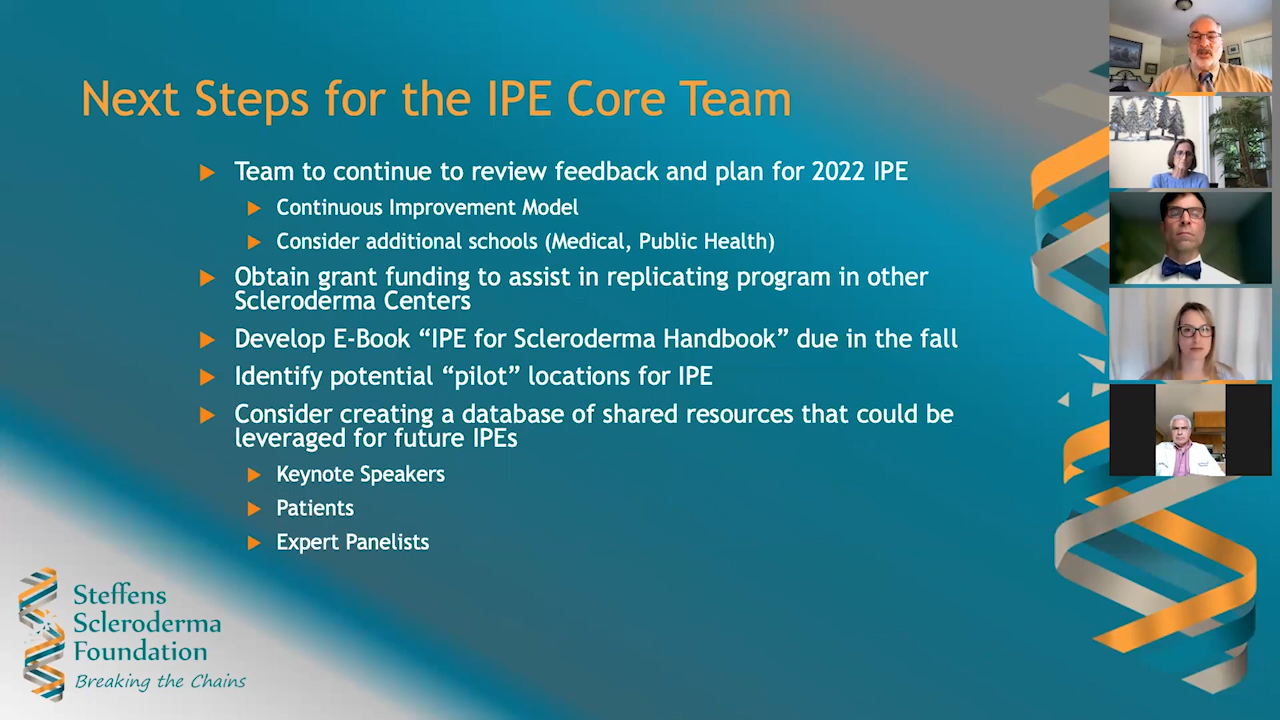 Next Steps for the IPE Core Team
Team to continue to review feedback and plan for 2022 IPE
Continuous Improvement Model
Consider additional schools (Medical, Public Health)
Obtain grant funding to assist in replicating program in other
Scleroderma Centers
Develop E-Book “IPE for Scleroderma Handbook” due in the fall
Identify potential “pilot” locations for IPE
Consider creating a database of shared resources that could be
leveraged for future IPEs
Keynote Speakers
Patients
Expert Panelists
Steffens
Scleroderma
Foundation
Breaking the Chains